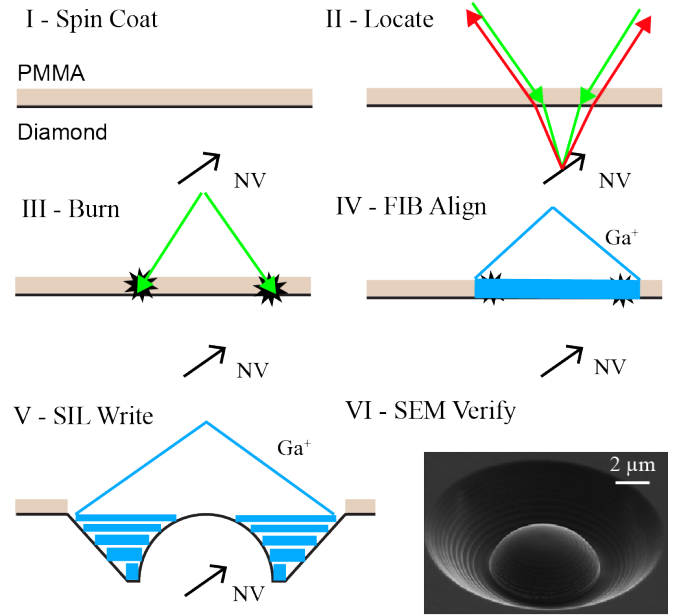 I - Spin Coat
PMMA
Diamond
NV
II - Locate
NV
III - Burn
NV
IV - FIB Align
Ga⁺
NV
V - SIL Write
Ga⁺
NV
VI - SEM Verify
2 μm